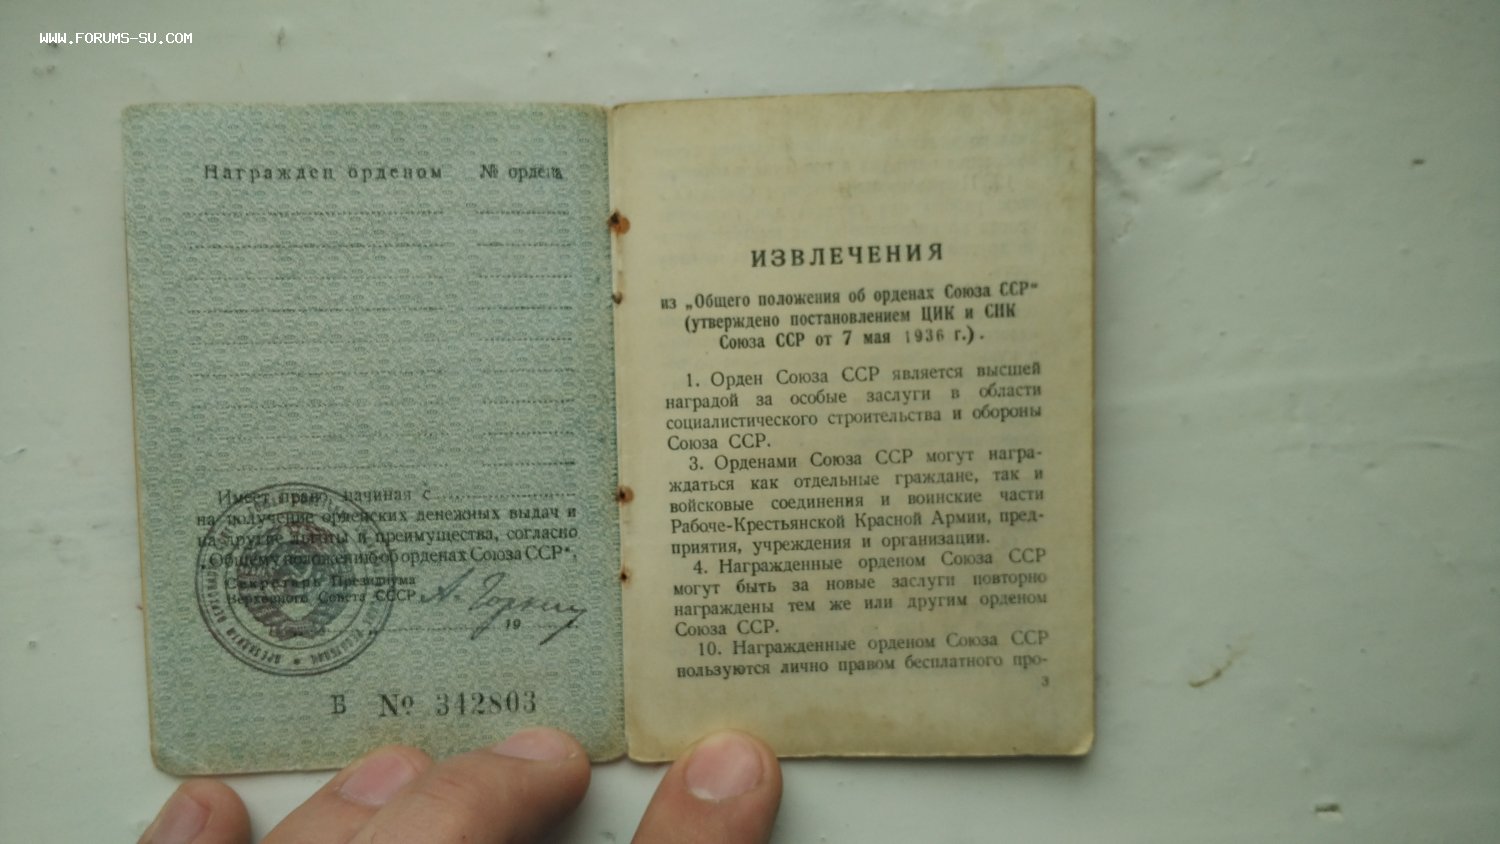 WWW.FORUMS-SU.COM
Награжден орденом № ордена
Имеет право, начиная с
на получение орденских денежных выдач и
на другие льготы и преимущества, согласно
„Общему положению об орденах Союза ССР“,
Секретарь Президиума
Верховного Совета СССР А. Горкин
19 г.
Б № 342803
ИЗВЛЕЧЕНИЯ
из „Общего положения об орденах Союза ССР“
(утверждено постановлением ЦИК и СНК
Союза ССР от 7 мая 1936 г.).
1. Орден Союза ССР является высшей
наградой за особые заслуги в области
социалистического строительства и обороны
Союза ССР.
3. Орденами Союза ССР могут награ-
ждаться как отдельные граждане, так и
войсковые соединения и воинские части
Рабоче-Крестьянской Красной Армии, пред-
приятия, учреждения и организации.
4. Награжденные орденом Союза ССР
могут быть за новые заслуги повторно
награждены тем же или другим орденом
Союза ССР.
10. Награжденные орденом Союза ССР
пользуются лично правом бесплатного про-
3